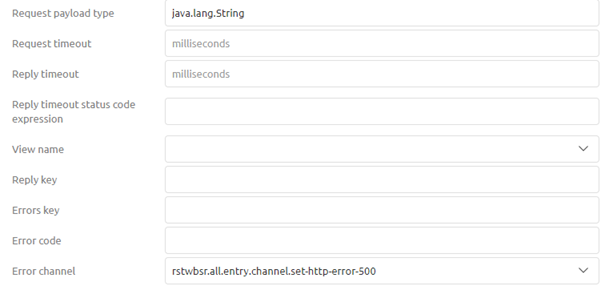 Request payload type java.lang.String
Request timeout milliseconds
Reply timeout milliseconds
Reply timeout status code
expression
View name
Reply key
Errors key
Error code
Error channel rstwbsr.all.entry.channel.set-http-error-500